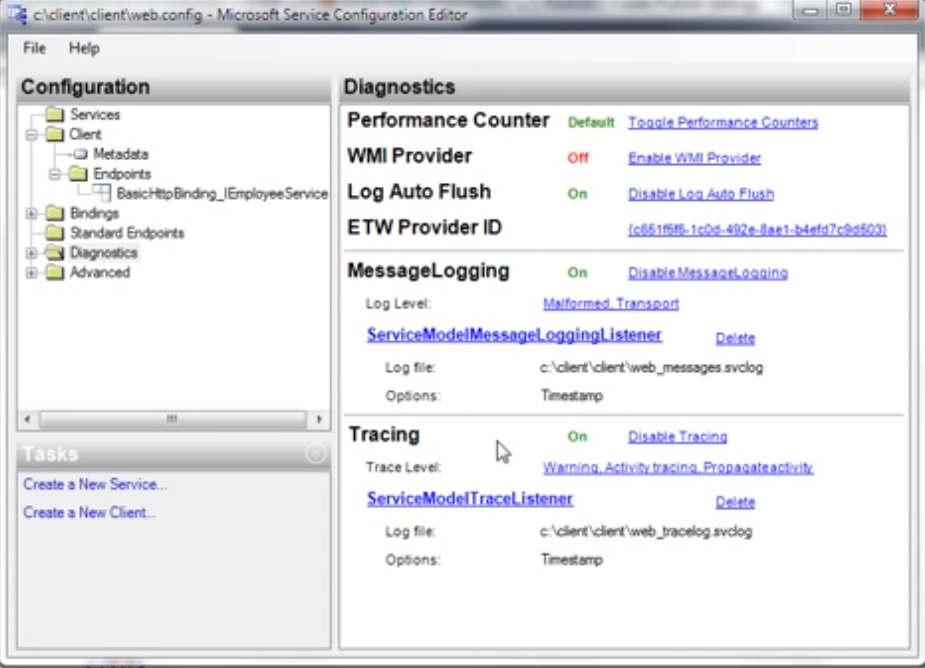 c:\client\client\web.config - Microsoft Service Configuration Editor
File Help
Configuration
Services
Client
Metadata
Endpoints
BasicHttpBinding_IEmployeeService
Bindings
Standard Endpoints
Diagnostics
Advanced
Tasks
Create a New Service...
Create a New Client...
Diagnostics
Performance Counter Default Toggle Performance Counters
WMI Provider Off Enable WMI Provider
Log Auto Flush On Disable Log Auto Flush
ETW Provider ID {c651f5f6-1c0d-492e-8ae1-b4efd7c9d503}
MessageLogging On Disable MessageLogging
Log Level: Malformed, Transport
ServiceModelMessageLoggingListener Delete
Log file: c:\client\client\web_messages.svclog
Options: Timestamp
Tracing On Disable Tracing
Trace Level: Warning, Activity tracing, Propagateactivity
ServiceModelTraceListener Delete
Log file: c:\client\client\web_tracelog.svclog
Options: Timestamp